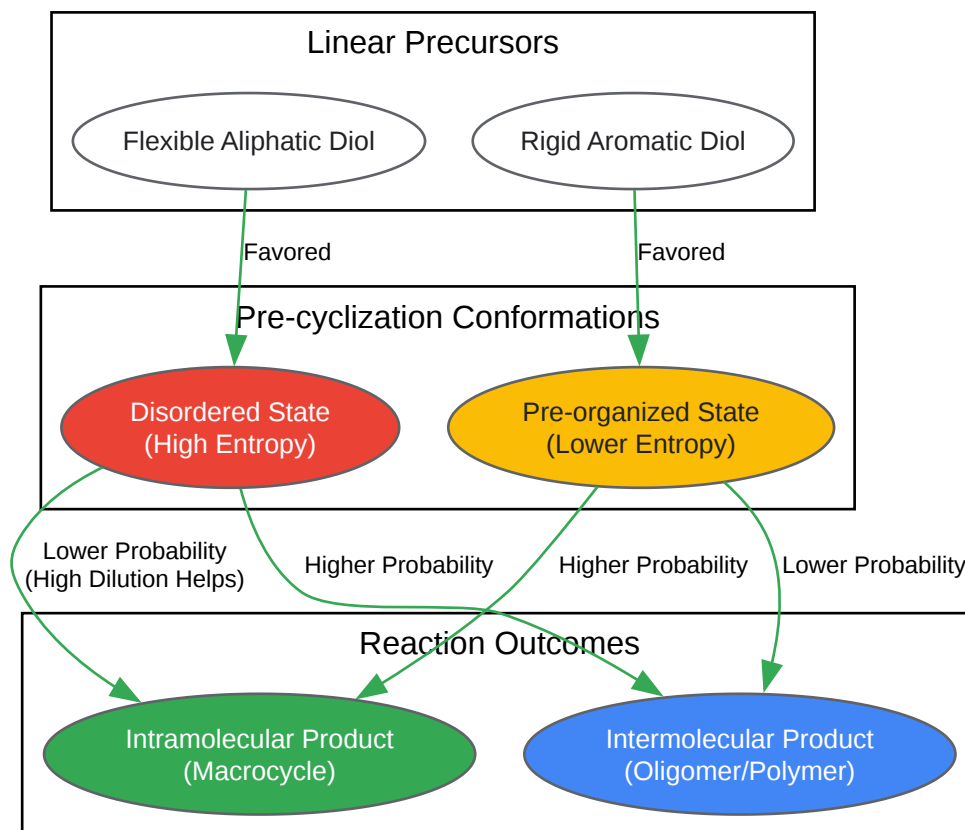 Linear Precursors
Flexible Aliphatic Diol
Rigid Aromatic Diol
Favored
Favored
Pre-cyclization Conformations
Disordered State
(High Entropy)
Pre-organized State
(Lower Entropy)
Lower Probability
(High Dilution Helps)
Higher Probability
Higher Probability
Lower Probability
Reaction Outcomes
Intramolecular Product
(Macrocycle)
Intermolecular Product
(Oligomer/Polymer)